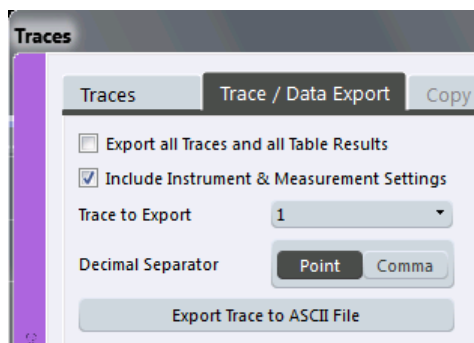 Traces
Traces
Trace / Data Export
Copy
Export all Traces and all Table Results
Include Instrument & Measurement Settings
Trace to Export
1
Decimal Separator
Point
Comma
Export Trace to ASCII File